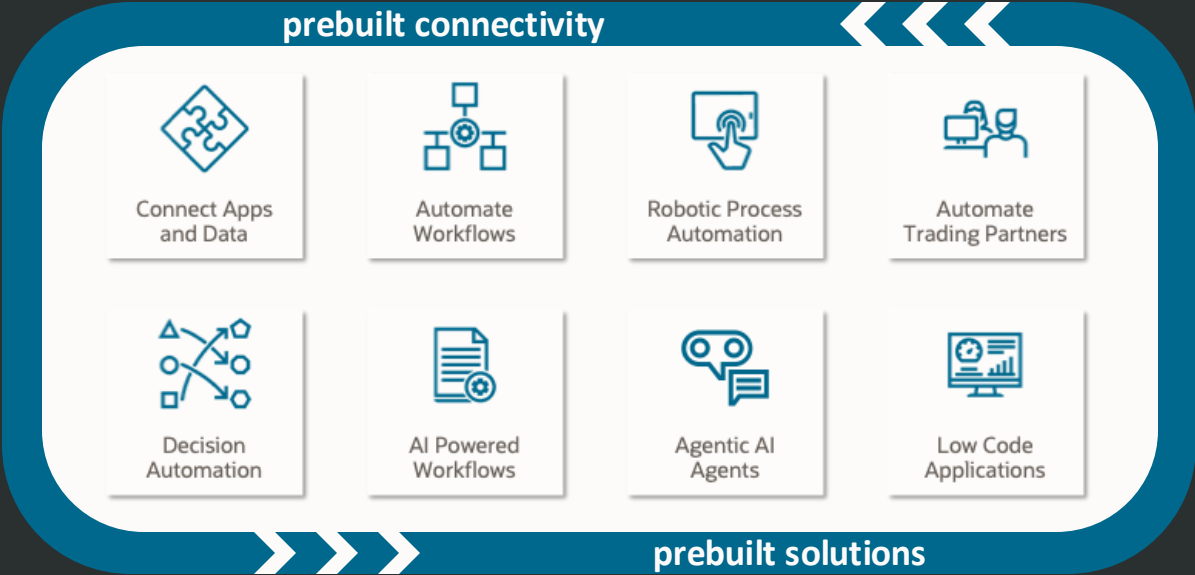 prebuilt connectivity
Connect Apps
and Data
Automate
Workflows
Robotic Process
Automation
Automate
Trading Partners
Decision
Automation
AI Powered
Workflows
Agentic AI
Agents
Low Code
Applications
prebuilt solutions